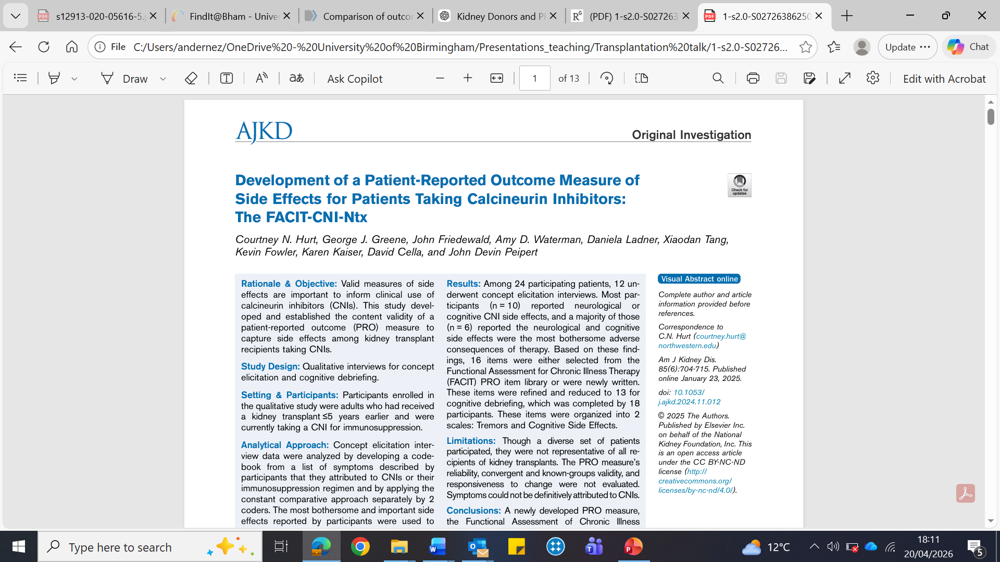 s12913-020-05616-5.p
FindIt@Bham - Unive
Comparison of outco
Kidney Donors and P
(PDF) 1-s2.0-S027263
1-s2.0-S02726386250
File
C:/Users/andernez/OneDrive%20-%20University%20of%20Birmingham/Presentations_teaching/Transplantation%20talk/1-s2.0-S02726...
Update
Chat
Draw
Ask Copilot
1
of 13
Edit with Acrobat
AJKD
Original Investigation
Development of a Patient-Reported Outcome Measure of
Side Effects for Patients Taking Calcineurin Inhibitors:
The FACIT-CNI-Ntx
Check for
updates
Courtney N. Hurt, George J. Greene, John Friedewald, Amy D. Waterman, Daniela Ladner, Xiaodan Tang,
Kevin Fowler, Karen Kaiser, David Cella, and John Devin Peipert
Rationale & Objective: Valid measures of side
effects are important to inform clinical use of
calcineurin inhibitors (CNIs). This study devel-
oped and established the content validity of a
patient-reported outcome (PRO) measure to
capture side effects among kidney transplant
recipients taking CNIs.
Study Design: Qualitative interviews for concept
elicitation and cognitive debriefing.
Setting & Participants: Participants enrolled in
the qualitative study were adults who had received
a kidney transplant ≤5 years earlier and were
currently taking a CNI for immunosuppression.
Analytical Approach: Concept elicitation inter-
view data were analyzed by developing a code-
book from a list of symptoms described by
participants that they attributed to CNIs or their
immunosuppression regimen and by applying the
constant comparative approach separately by 2
coders. The most bothersome and important side
effects reported by participants were used to
Results: Among 24 participating patients, 12 un-
derwent concept elicitation interviews. Most par-
ticipants (n = 10) reported neurological or
cognitive CNI side effects, and a majority of those
(n = 6) reported the neurological and cognitive
side effects were the most bothersome adverse
consequences of therapy. Based on these find-
ings, 16 items were either selected from the
Functional Assessment for Chronic Illness Therapy
(FACIT) PRO item library or were newly written.
These items were refined and reduced to 13 for
cognitive debriefing, which was completed by 18
participants. These items were organized into 2
scales: Tremors and Cognitive Side Effects.
Limitations: Though a diverse set of patients
participated, they were not representative of all re-
cipients of kidney transplants. The PRO measure's
reliability, convergent and known-groups validity, and
responsiveness to change were not evaluated.
Symptoms could not be definitively attributed to CNIs.
Conclusions: A newly developed PRO measure,
the Functional Assessment of Chronic Illness
Visual Abstract online
Complete author and article
information provided before
references.
Correspondence to
C.N. Hurt (courtney.hurt@
northwestern.edu)
Am J Kidney Dis.
85(6):704-715. Published
online January 23, 2025.
doi: 10.1053/
j.ajkd.2024.11.012
© 2025 The Authors.
Published by Elsevier Inc.
on behalf of the National
Kidney Foundation, Inc. This
is an open access article
under the CC BY-NC-ND
license (http://
creativecommons.org/
licenses/by-nc-nd/4.0/).
Type here to search
12°C
18:11
20/04/2026
5